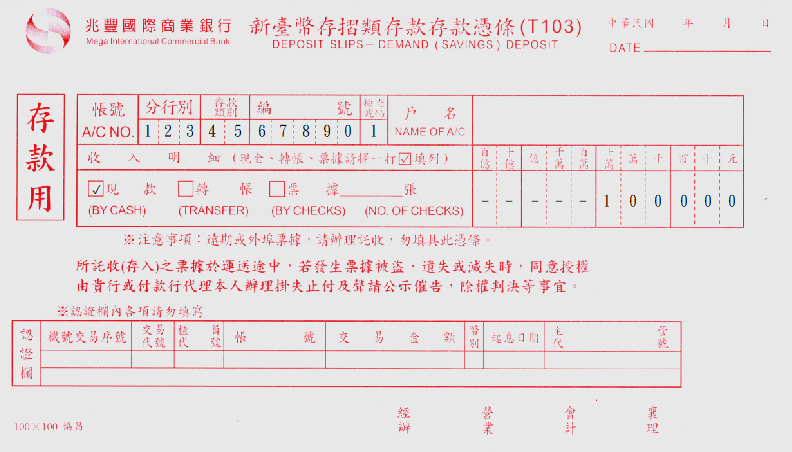 兆豐國際商業銀行
Mega International Commercial Bank
新臺幣存摺類存款存款憑條(T103)
DEPOSIT SLIPS－DEMAND (SAVINGS) DEPOSIT
中華民國 年 月 日
DATE
存款用
帳號 分行別 存款類別 編 號 檢查號碼 戶 名
A/C NO. 1 2 3 4 5 6 7 8 9 0 1 NAME OF A/C
收 入 明 細 (現金、轉帳、票據請擇一打☑填列) 百億 十億 億 千萬 百萬 十萬 萬 千 百 十 元
☑現 款 □轉 帳 □票 據 張 - - - - - 1 0 0 0 0 0
(BY CASH) (TRANSFER) (BY CHECKS) (NO. OF CHECKS)
※注意事項：遠期或外埠票據，請辦理託收，勿填具此憑條。
所託收(存入)之票據於運送途中，若發生票據被盜、遺失或滅失時，同意授權
由貴行或付款行代理本人辦理掛失止付及聲請公示催告，除權判決等事宜。
※認證欄內各項請勿填寫
認證欄 機號交易序號 交易代號 櫃員代號 帳 號 交 易 金 額 幣別 起息日期 主管代號
100×100 協昌
經辦 營業 會計 襄理